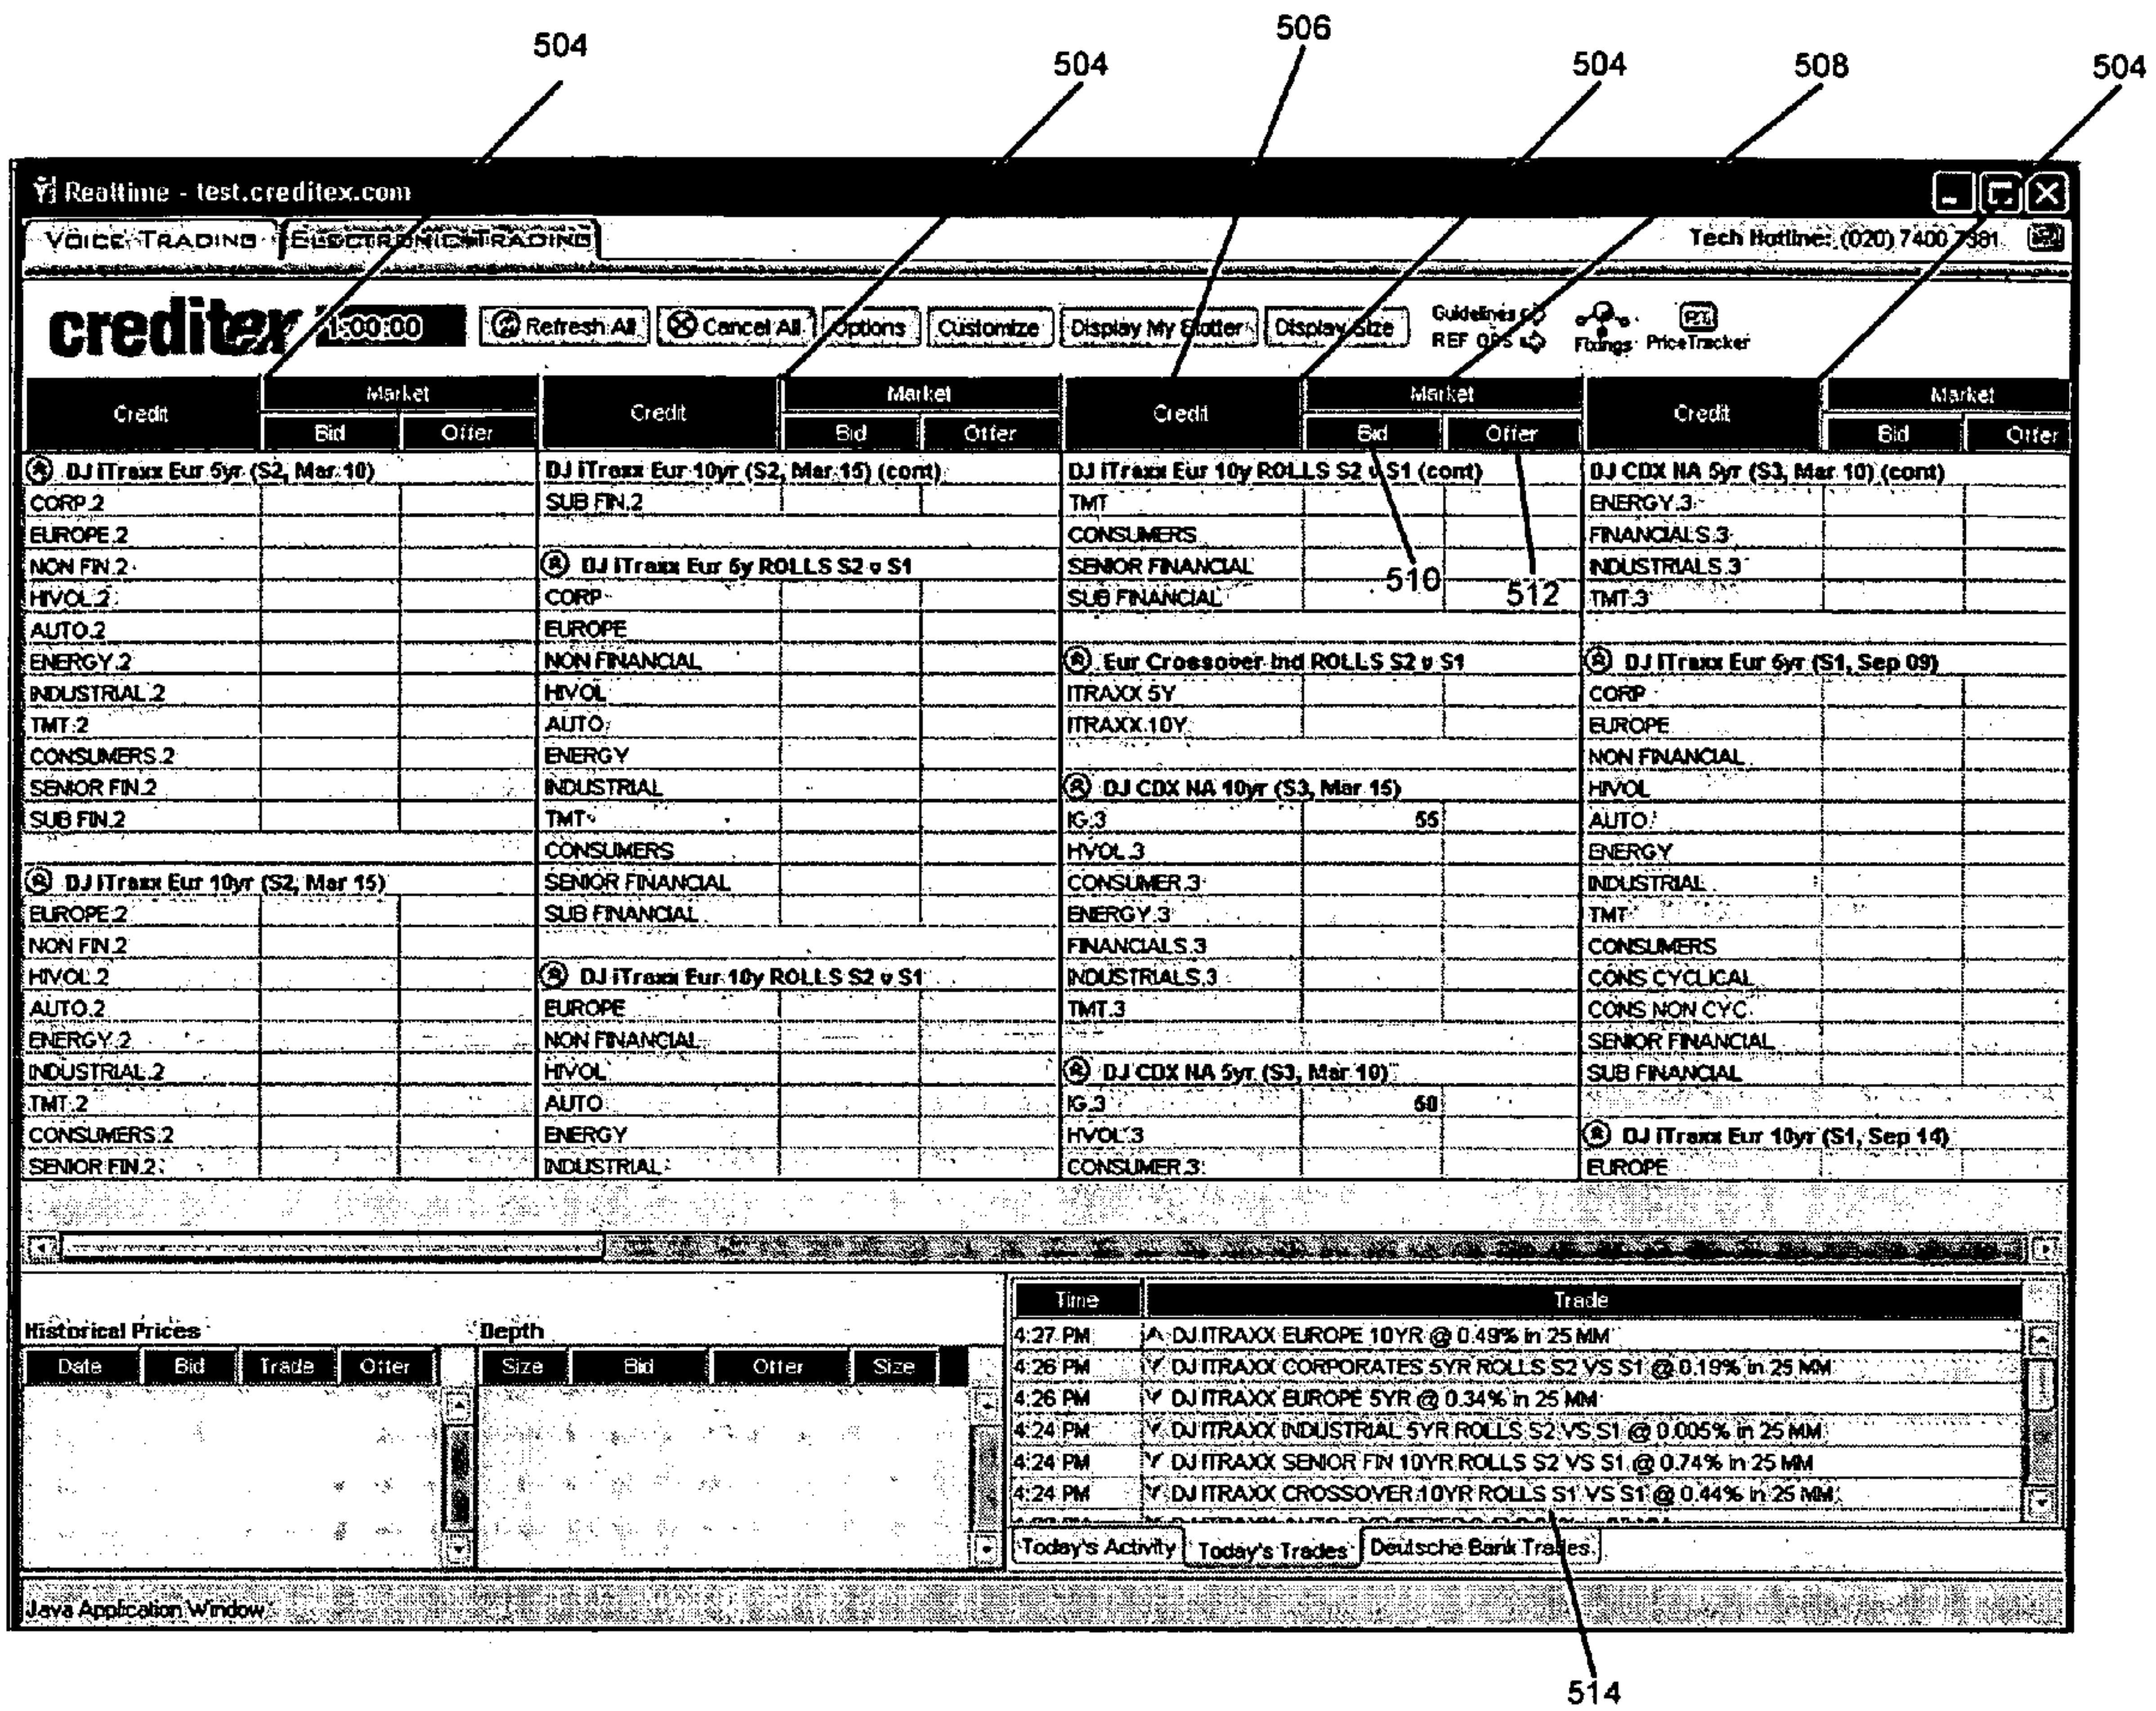 504
504
506
504
508
504
Realtime - test.creditex.com
VOICE TRADING
ELECTRONIC TRADING
Tech Hotline: (020) 7400 7381
creditex
1:00:00
Refresh All
Cancel All
Options
Customize
Display My Blotter
Display Size
Guidelines
REF OPS
Fixings
PriceTracker
Credit
Market
Bid
Offer
Credit
Market
Bid
Offer
Credit
Market
Bid
Offer
Credit
Market
Bid
Offer
DJ iTraxx Eur 5yr (S2, Mar 10)
CORP.2
EUROPE.2
NON FIN.2
HIVOL.2
AUTO.2
ENERGY.2
INDUSTRIAL.2
TMT.2
CONSUMERS.2
SENIOR FIN.2
SUB FIN.2
DJ iTraxx Eur 10yr (S2, Mar 15)
EUROPE.2
NON FIN.2
HIVOL.2
AUTO.2
ENERGY.2
INDUSTRIAL.2
TMT.2
CONSUMERS.2
SENIOR FIN.2
DJ iTraxx Eur 10yr (S2, Mar 15) (cont)
SUB FIN.2
DJ iTraxx Eur 5y ROLLS S2 v S1
CORP
EUROPE
NON FINANCIAL
HIVOL
AUTO
ENERGY
INDUSTRIAL
TMT
CONSUMERS
SENIOR FINANCIAL
SUB FINANCIAL
DJ iTraxx Eur 10y ROLLS S2 v S1
EUROPE
NON FINANCIAL
HIVOL
AUTO
ENERGY
INDUSTRIAL
DJ iTraxx Eur 10y ROLLS S2 v S1 (cont)
TMT
CONSUMERS
SENIOR FINANCIAL
SUB FINANCIAL
510
512
Eur Crossover Ind ROLLS S2 v S1
ITRAXX 5Y
ITRAXX 10Y
DJ CDX NA 10yr (S3, Mar 15)
IG.3 55
HVOL.3
CONSUMER.3
ENERGY.3
FINANCIALS.3
INDUSTRIALS.3
TMT.3
DJ CDX NA 5yr (S3, Mar 10)
IG.3 50
HVOL.3
CONSUMER.3
DJ CDX NA 5yr (S3, Mar 10) (cont)
ENERGY.3
FINANCIALS.3
INDUSTRIALS.3
TMT.3
DJ iTraxx Eur 5yr (S1, Sep 09)
CORP
EUROPE
NON FINANCIAL
HIVOL
AUTO
ENERGY
INDUSTRIAL
TMT
CONSUMERS
CONS CYCLICAL
CONS NON CYC
SENIOR FINANCIAL
SUB FINANCIAL
DJ iTraxx Eur 10yr (S1, Sep 14)
EUROPE
Historical Prices
Date Bid Trade Offer
Depth
Size Bid Offer Size
Time Trade
4:27 PM DJ ITRAXX EUROPE 10YR @ 0.49% in 25 MM
4:26 PM DJ ITRAXX CORPORATES 5YR ROLLS S2 VS S1 @ 0.19% in 25 MM
4:26 PM DJ ITRAXX EUROPE 5YR @ 0.34% in 25 MM
4:24 PM DJ ITRAXX INDUSTRIAL 5YR ROLLS S2 VS S1 @ 0.005% in 25 MM
4:24 PM DJ ITRAXX SENIOR FIN 10YR ROLLS S2 VS S1 @ 0.74% in 25 MM
4:24 PM DJ ITRAXX CROSSOVER 10YR ROLLS S1 VS S1 @ 0.44% in 25 MM
Today's Activity
Today's Trades
Deutsche Bank Trades
Java Application Window
514